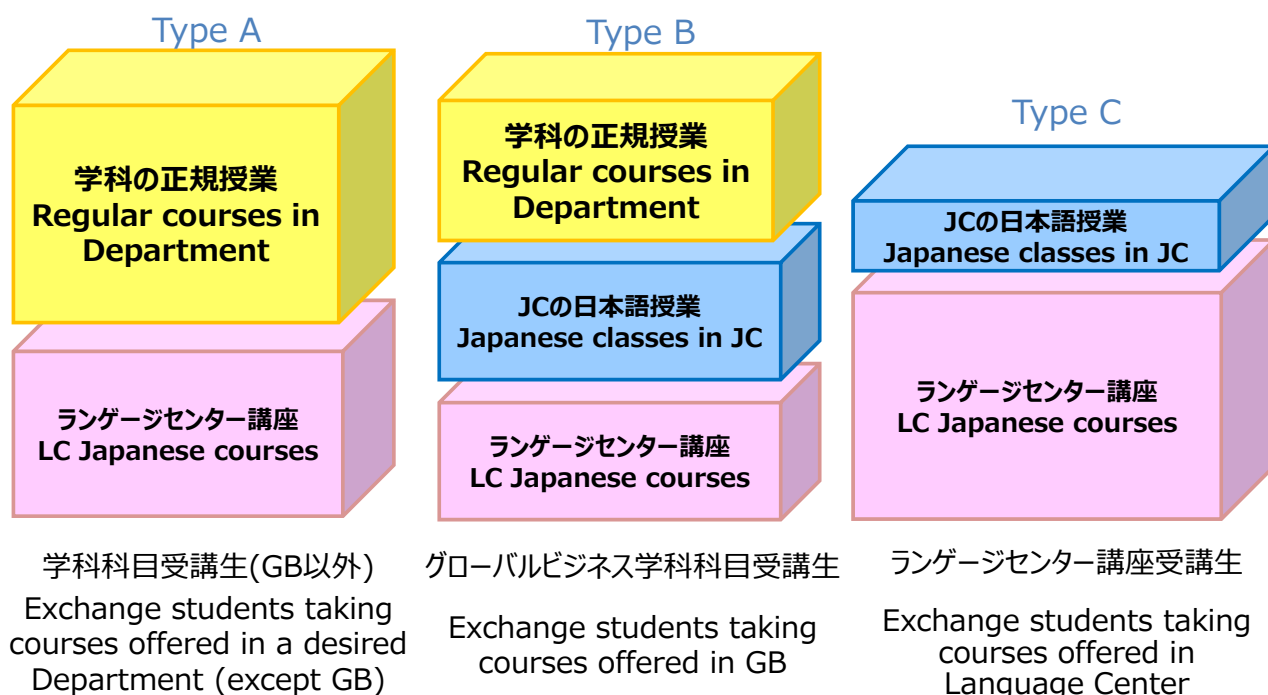 Type A
学科の正規授業
Regular courses in
Department
ランゲージセンター講座
LC Japanese courses
学科科目受講生(GB以外)
Exchange students taking
courses offered in a desired
Department (except GB)
Type B
学科の正規授業
Regular courses in
Department
JCの日本語授業
Japanese classes in JC
ランゲージセンター講座
LC Japanese courses
グローバルビジネス学科科目受講生
Exchange students taking
courses offered in GB
Type C
JCの日本語授業
Japanese classes in JC
ランゲージセンター講座
LC Japanese courses
ランゲージセンター講座受講生
Exchange students taking
courses offered in
Language Center